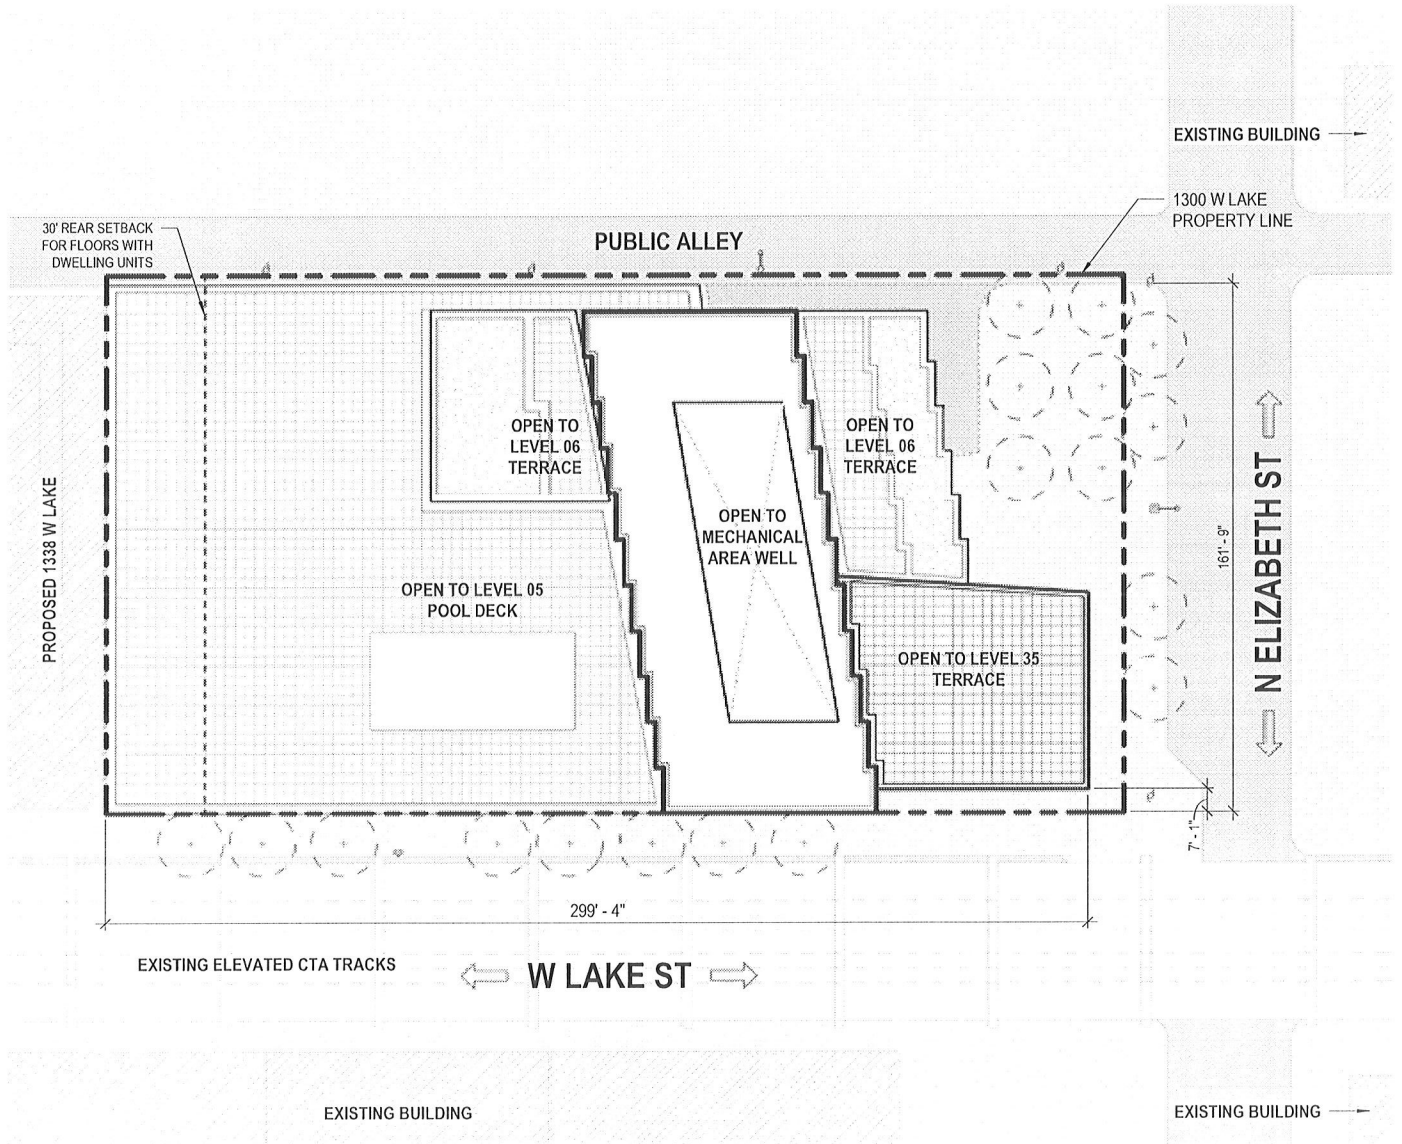 EXISTING BUILDING
1300 W LAKE
PROPERTY LINE
30' REAR SETBACK
FOR FLOORS WITH
DWELLING UNITS
PUBLIC ALLEY
OPEN TO
LEVEL 06
TERRACE
OPEN TO
LEVEL 06
TERRACE
OPEN TO
MECHANICAL
AREA WELL
PROPOSED 1338 W LAKE
OPEN TO LEVEL 05
POOL DECK
OPEN TO LEVEL 35
TERRACE
161' - 9"
N ELIZABETH ST
7' - 1"
299' - 4"
EXISTING ELEVATED CTA TRACKS
W LAKE ST
EXISTING BUILDING
EXISTING BUILDING